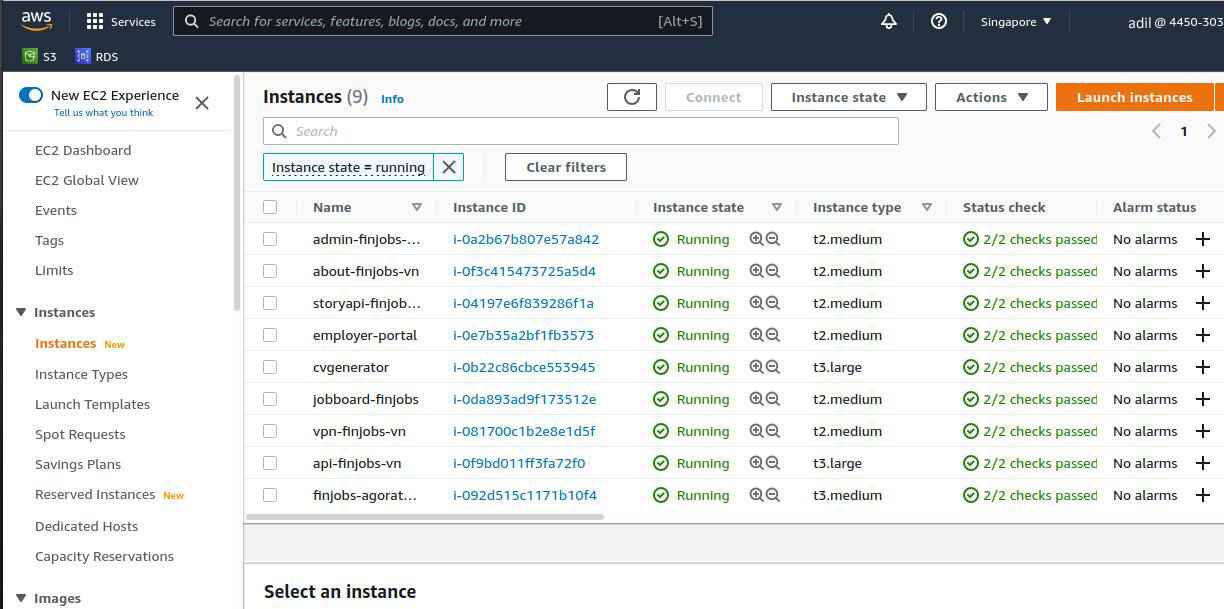 aws Services Search for services, features, blogs, docs, and more [Alt+S] Singapore ▼ adil @ 4450-303
S3 RDS
New EC2 Experience
Tell us what you think
EC2 Dashboard
EC2 Global View
Events
Tags
Limits
Instances
Instances New
Instance Types
Launch Templates
Spot Requests
Savings Plans
Reserved Instances New
Dedicated Hosts
Capacity Reservations
Images
Instances (9) Info Connect Instance state ▼ Actions ▼ Launch instances
Search 1
Instance state = running Clear filters
Name Instance ID Instance state Instance type Status check Alarm status
admin-finjobs-... i-0a2b67b807e57a842 Running t2.medium 2/2 checks passed No alarms +
about-finjobs-vn i-0f3c415473725a5d4 Running t2.medium 2/2 checks passed No alarms +
storyapi-finjob... i-04197e6f839286f1a Running t2.medium 2/2 checks passed No alarms +
employer-portal i-0e7b35a2bf1fb3573 Running t2.medium 2/2 checks passed No alarms +
cvgenerator i-0b22c86cbce553945 Running t3.large 2/2 checks passed No alarms +
jobboard-finjobs i-0da893ad9f173512e Running t2.medium 2/2 checks passed No alarms +
vpn-finjobs-vn i-081700c1b2e8e1d5f Running t2.medium 2/2 checks passed No alarms +
api-finjobs-vn i-0f9bd011ff3fa72f0 Running t3.large 2/2 checks passed No alarms +
finjobs-agorat... i-092d515c1171b10f4 Running t3.medium 2/2 checks passed No alarms +
Select an instance